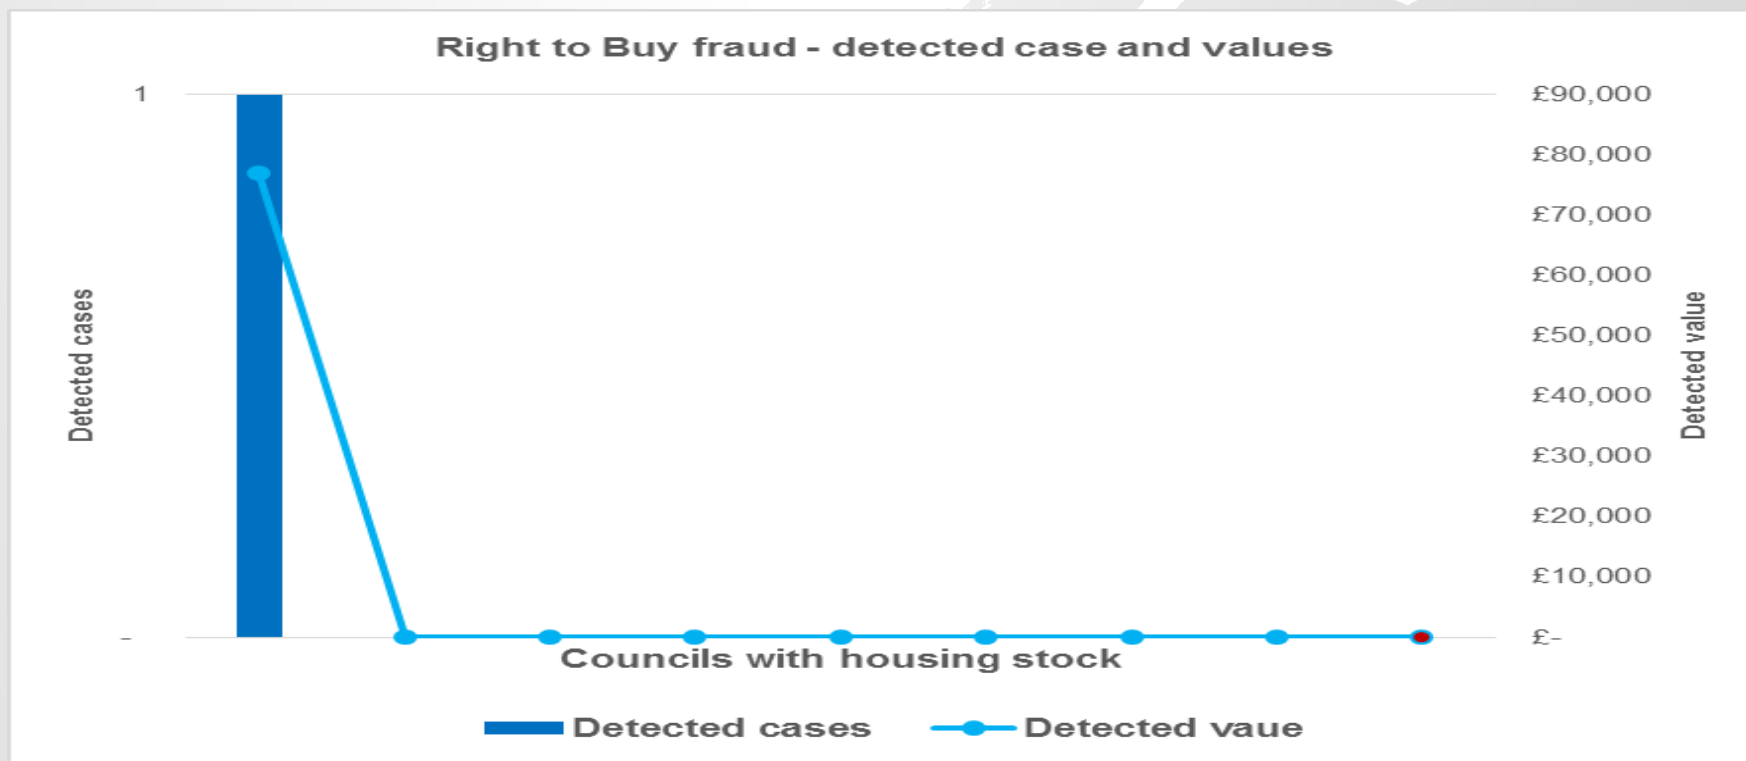 Right to Buy fraud - detected case and values
1
-
Detected cases
£90,000
£80,000
£70,000
£60,000
£50,000
£40,000
£30,000
£20,000
£10,000
£-
Detected value
Councils with housing stock
Detected cases
Detected vaue